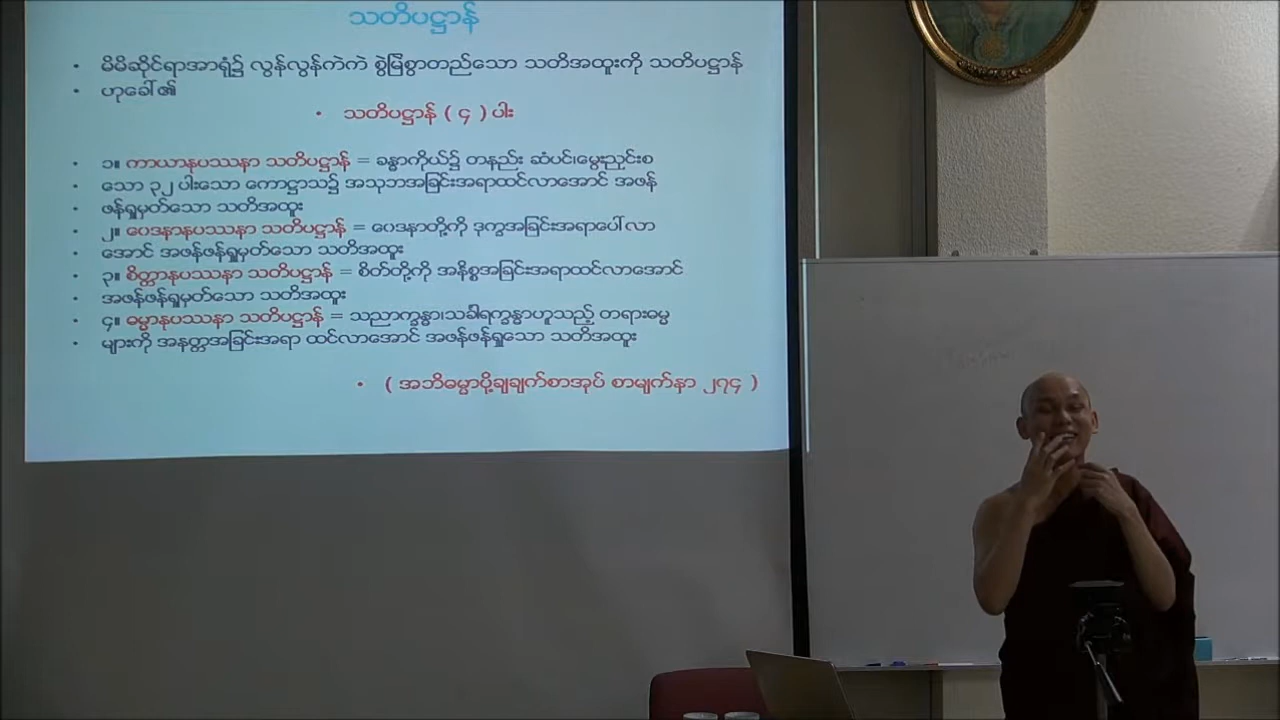 သတိပဋ္ဌာန်
• မိမိဆိုင်ရာအာရုံ၌ လွန်လွန်ကဲကဲ စွဲမြဲစွာတည်သော သတိအထူးကို သတိပဋ္ဌာန်
• ဟုခေါ်၏
• သတိပဋ္ဌာန် ( ၄ ) ပါး
• ၁။ ကာယာနုပဿနာ သတိပဋ္ဌာန် = ခန္ဓာကိုယ်၌ တနည်း ဆံပင်၊မွေးညှင်းစ
• သော ၃၂ ပါးသော ကောဋ္ဌာသ၌ အသုဘအခြင်းအရာထင်လာအောင် အဖန်
• ဖန်ရှုမှတ်သော သတိအထူး
• ၂။ ဝေဒနာနုပဿနာ သတိပဋ္ဌာန် = ဝေဒနာတို့ကို ဒုက္ခအခြင်းအရာပေါ်လာ
• အောင် အဖန်ဖန်ရှုမှတ်သော သတိအထူး
• ၃။ စိတ္တာနုပဿနာ သတိပဋ္ဌာန် = စိတ်တို့ကို အနိစ္စအခြင်းအရာထင်လာအောင်
• အဖန်ဖန်ရှုမှတ်သော သတိအထူး
• ၄။ ဓမ္မာနုပဿနာ သတိပဋ္ဌာန် = သညာက္ခန္ဓာ၊သင်္ခါရက္ခန္ဓာဟူသည့် တရားဓမ္မ
• များကို အနတ္တအခြင်းအရာ ထင်လာအောင် အဖန်ဖန်ရှုသော သတိအထူး
• ( အဘိဓမ္မာပို့ချချက်စာအုပ် စာမျက်နှာ ၂၇၄ )